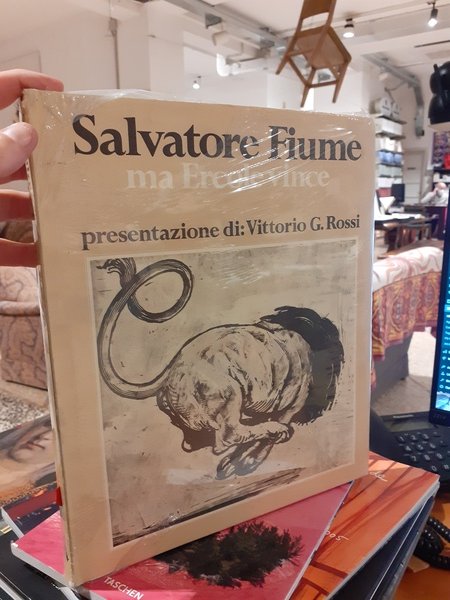 Salvatore Fiume
ma Ercole vince
presentazione di: Vittorio G. Rossi
TASCHEN